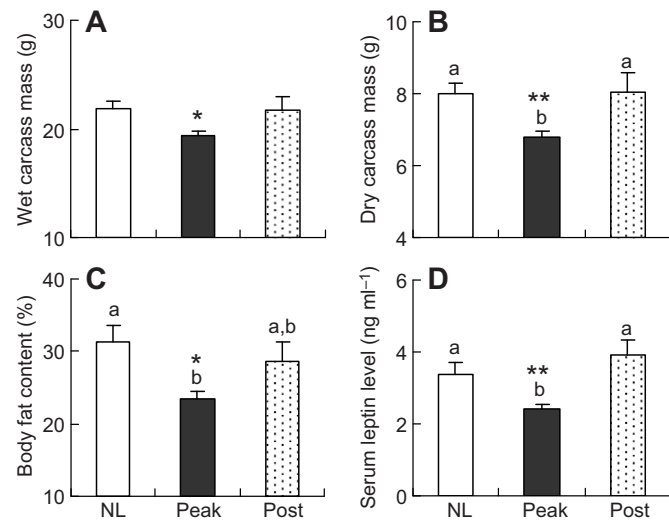 A
Wet carcass mass (g)
30
20
10
*
B
Dry carcass mass (g)
10
8
6
4
a
**
b
a
C
Body fat content (%)
40
30
20
10
a
*
b
a,b
NL Peak Post
D
Serum leptin level (ng ml⁻¹)
6
4
2
0
a
**
b
a
NL Peak Post